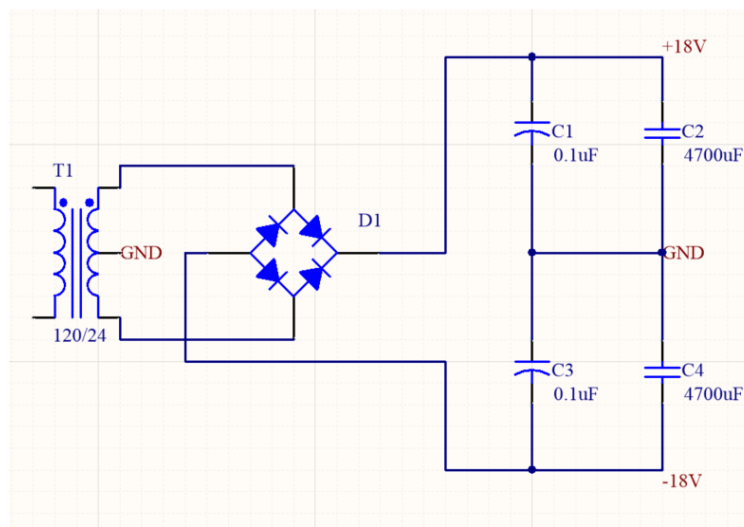 +18V
C1
0.1uF
C2
4700uF
T1
D1
GND
GND
120/24
C3
0.1uF
C4
4700uF
-18V